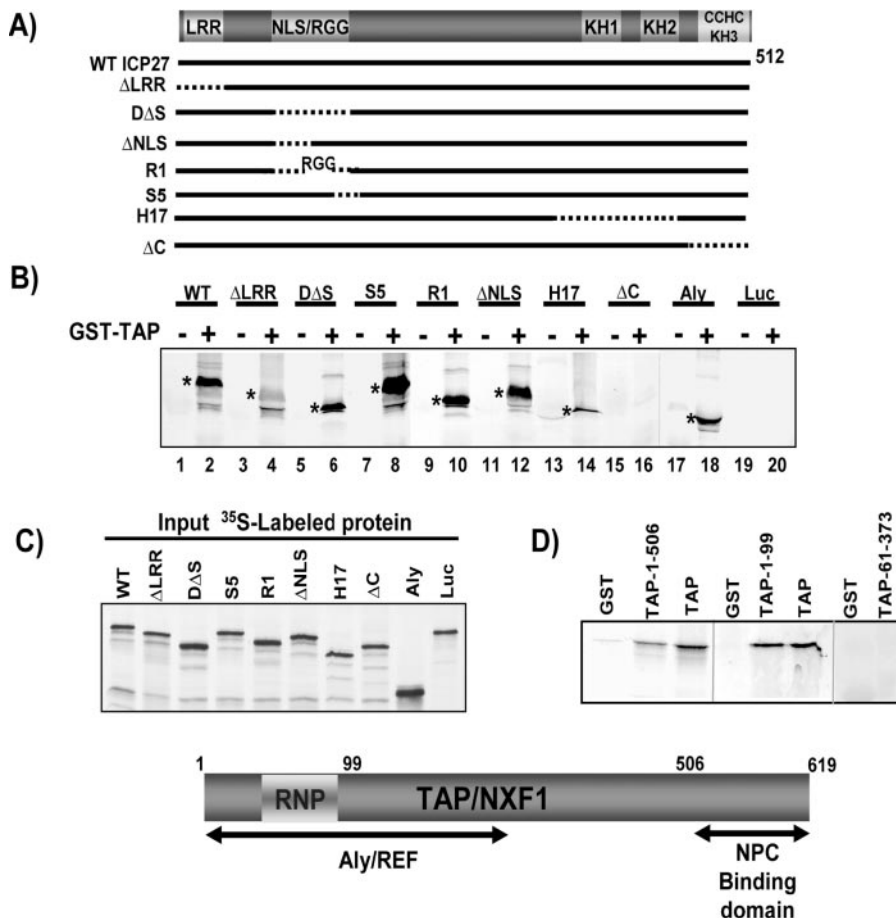 A)
LRR NLS/RGG KH1 KH2 CCHC KH3
WT ICP27 512
ΔLRR
DΔS
ΔNLS
R1 RGG
S5
H17
ΔC
B)
WT ΔLRR DΔS S5 R1 ΔNLS H17 ΔC Aly Luc
GST-TAP - + - + - + - + - + - + - + - + - + - +
* * * * * * * *
1 2 3 4 5 6 7 8 9 10 11 12 13 14 15 16 17 18 19 20
C)
Input ³⁵S-Labeled protein
WT ΔLRR DΔS S5 R1 ΔNLS H17 ΔC Aly Luc
D)
GST TAP-1-506 TAP GST TAP-1-99 TAP GST TAP-61-373
1 99 506 619
RNP TAP/NXF1
Aly/REF
NPC
Binding
domain